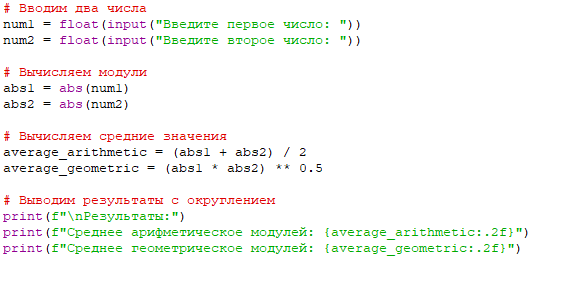 # Вводим два числа
num1 = float(input("Введите первое число: "))
num2 = float(input("Введите второе число: "))
# Вычисляем модули
abs1 = abs(num1)
abs2 = abs(num2)
# Вычисляем средние значения
average_arithmetic = (abs1 + abs2) / 2
average_geometric = (abs1 * abs2) ** 0.5
# Выводим результаты с округлением
print(f"\nРезультаты:")
print(f"Среднее арифметическое модулей: {average_arithmetic:.2f}")
print(f"Среднее геометрическое модулей: {average_geometric:.2f}")